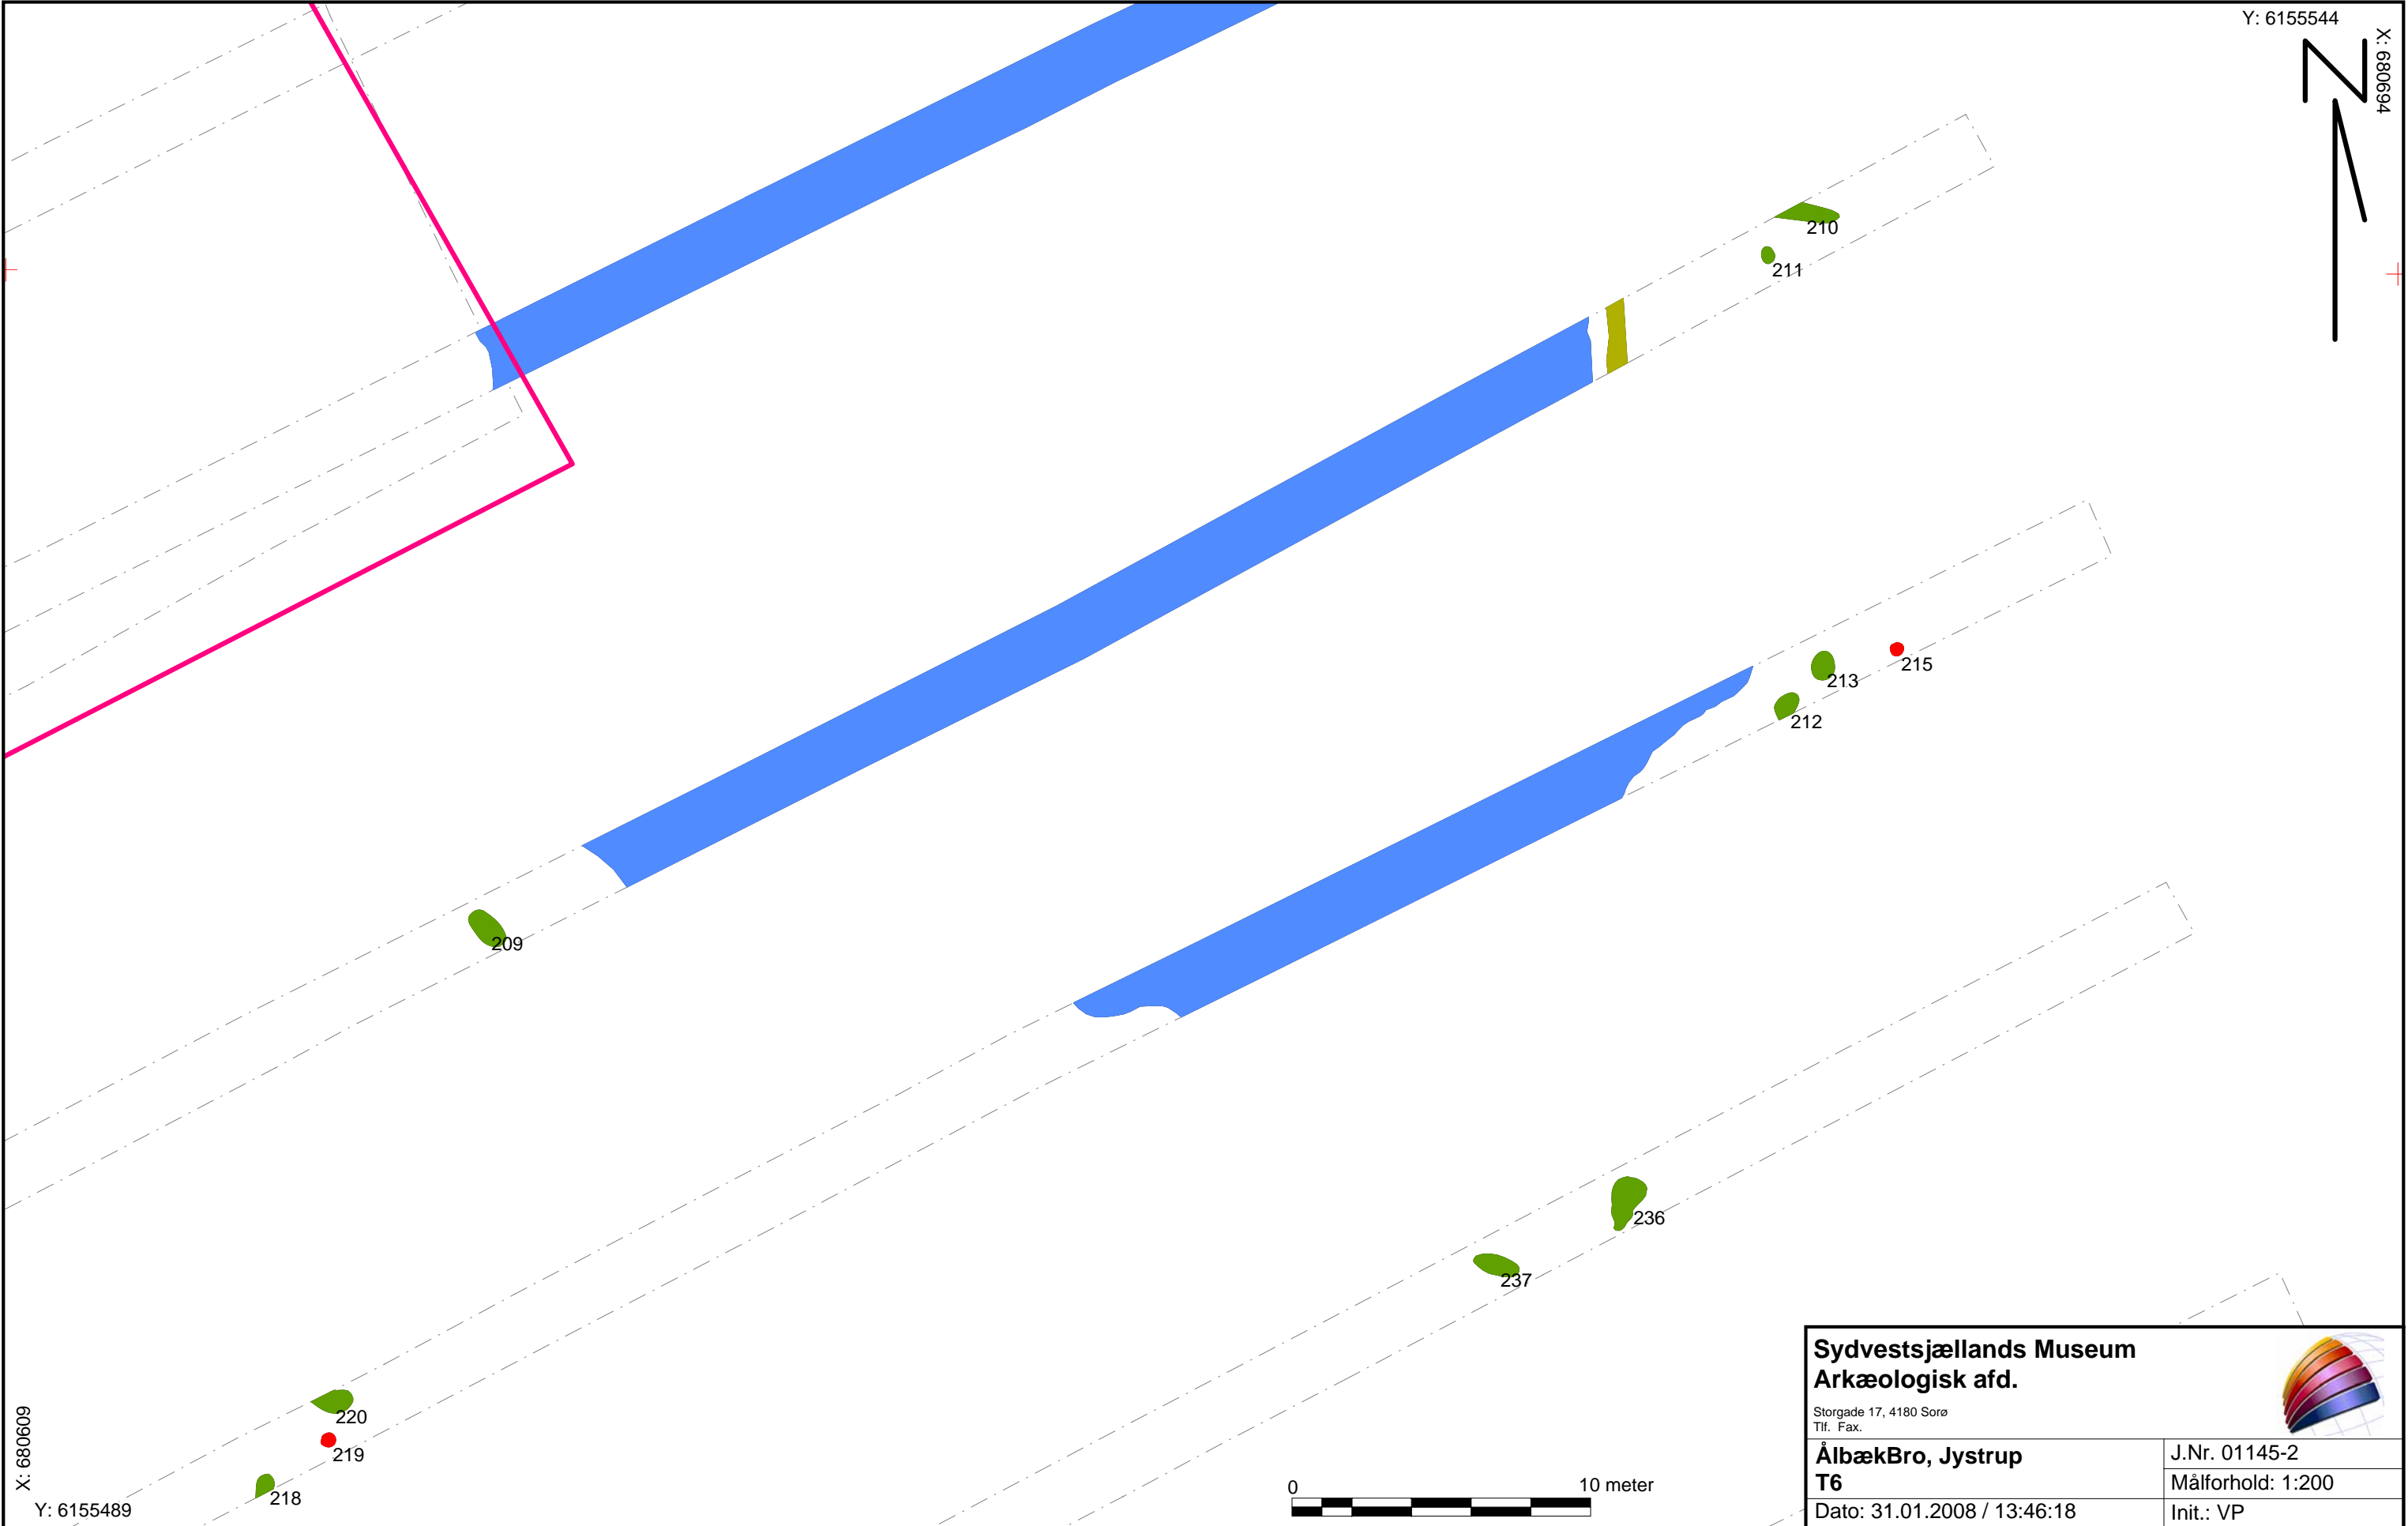 Y: 6155544
X: 680694
N
210
211
215
213
212
209
236
237
220
219
218
X: 680609
Y: 6155489
0 10 meter
Sydvestsjællands Museum
Arkæologisk afd.
Storgade 17, 4180 Sorø
Tlf. Fax.
ÅlbækBro, Jystrup
T6
J.Nr. 01145-2
Målforhold: 1:200
Dato: 31.01.2008 / 13:46:18
Init.: VP